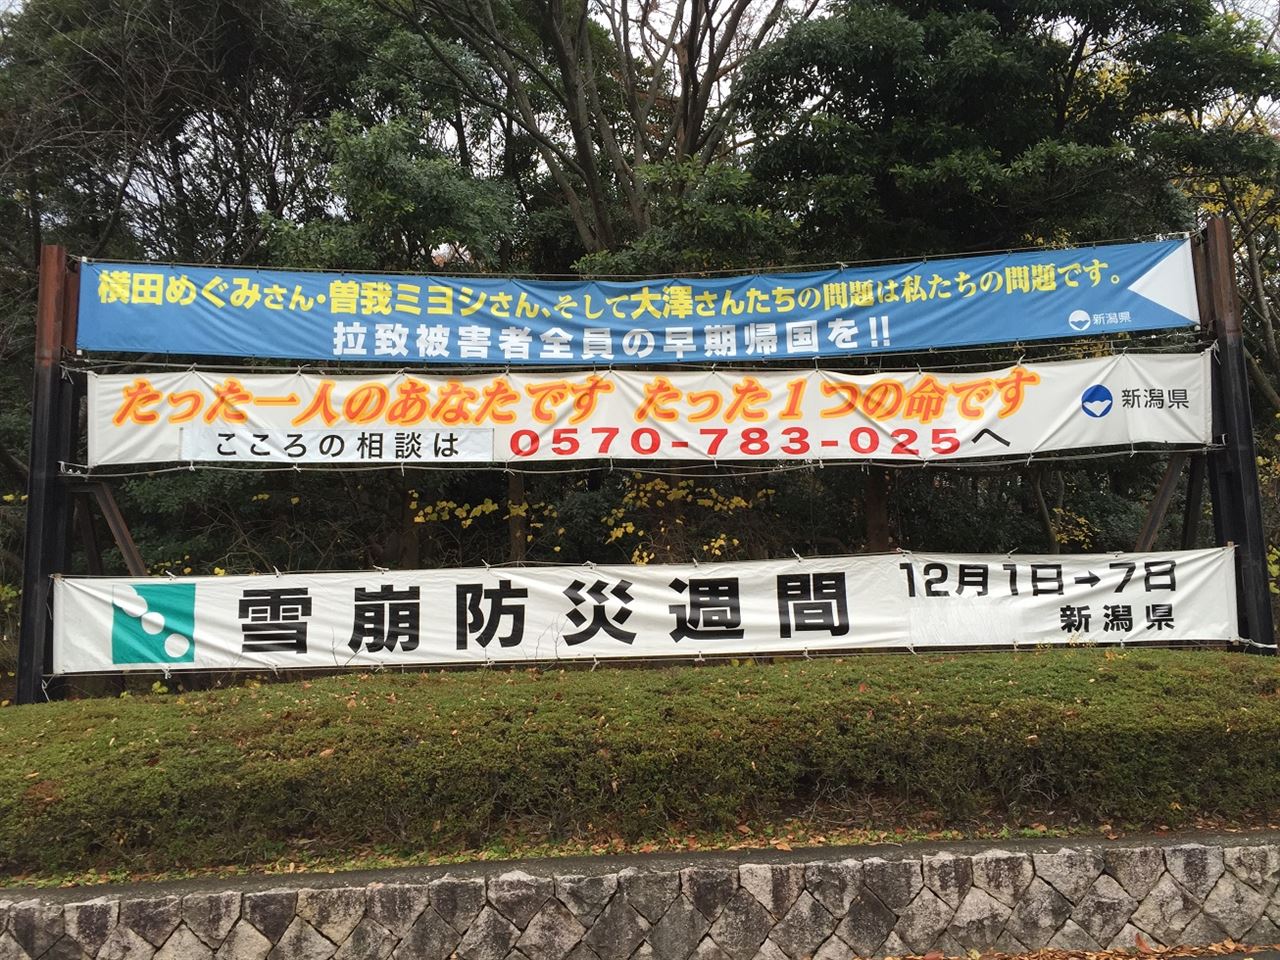 横田めぐみさん・曽我ミヨシさん、そして大澤さんたちの問題は私たちの問題です。
拉致被害者全員の早期帰国を!!
新潟県
たった一人のあなたです たった1つの命です
こころの相談は 0570-783-025へ
新潟県
雪崩防災週間
12月1日→7日
新潟県